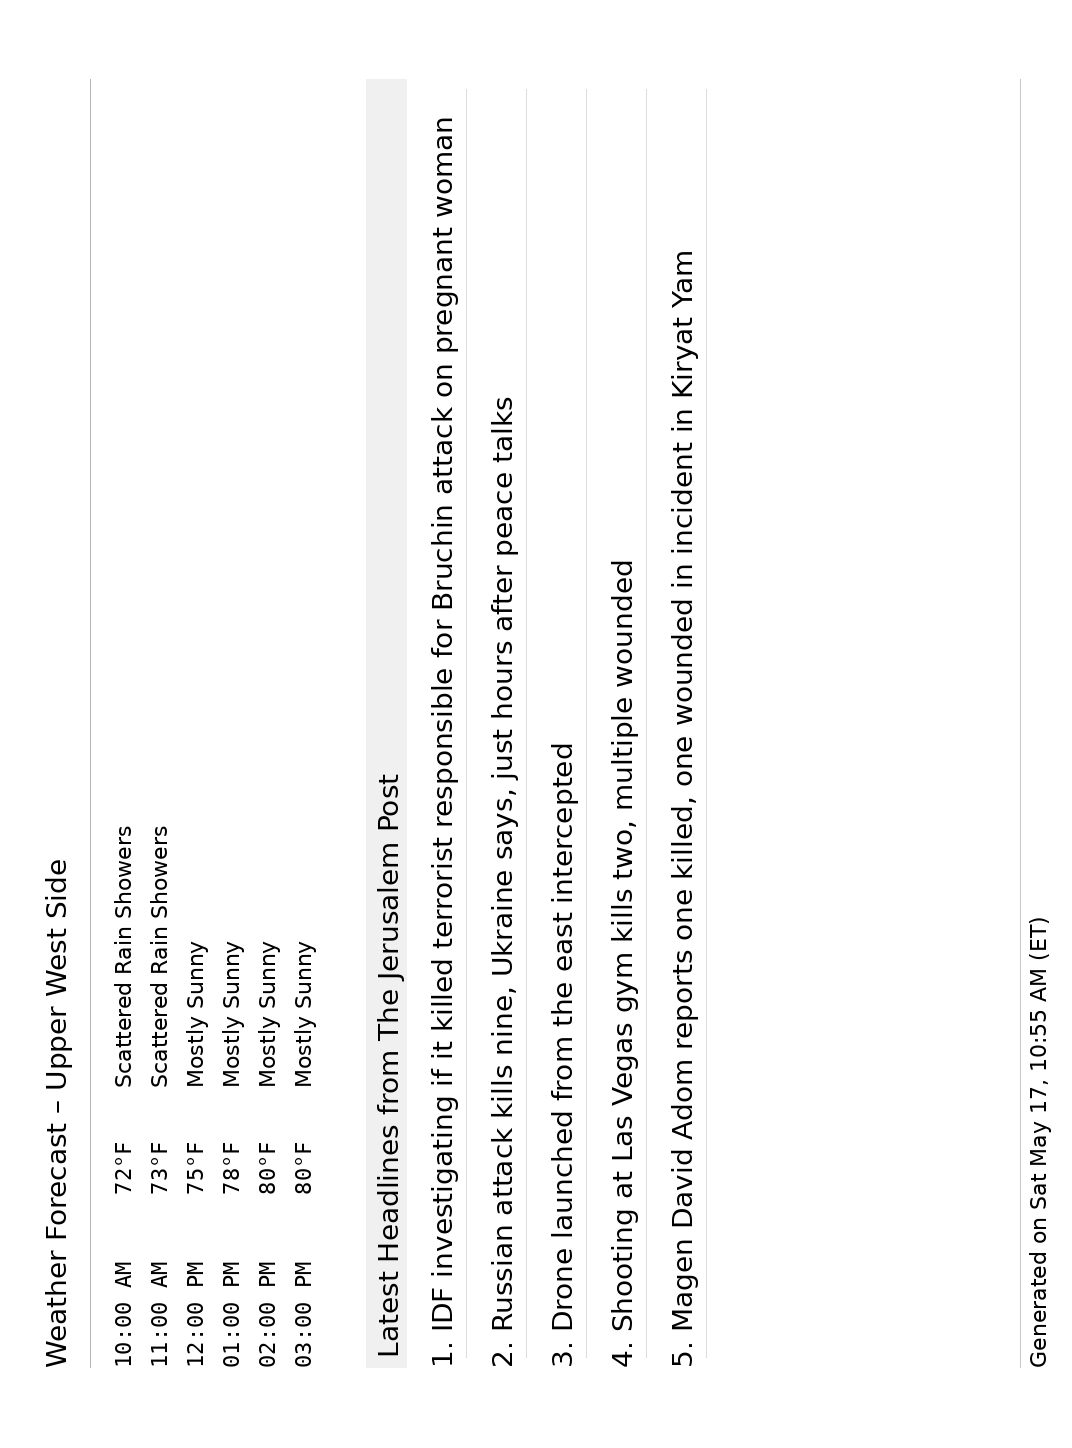 Weather Forecast – Upper West Side
10:00 AM 72°F Scattered Rain Showers
11:00 AM 73°F Scattered Rain Showers
12:00 PM 75°F Mostly Sunny
01:00 PM 78°F Mostly Sunny
02:00 PM 80°F Mostly Sunny
03:00 PM 80°F Mostly Sunny
Latest Headlines from The Jerusalem Post
1. IDF investigating if it killed terrorist responsible for Bruchin attack on pregnant woman
2. Russian attack kills nine, Ukraine says, just hours after peace talks
3. Drone launched from the east intercepted
4. Shooting at Las Vegas gym kills two, multiple wounded
5. Magen David Adom reports one killed, one wounded in incident in Kiryat Yam
Generated on Sat May 17, 10:55 AM (ET)